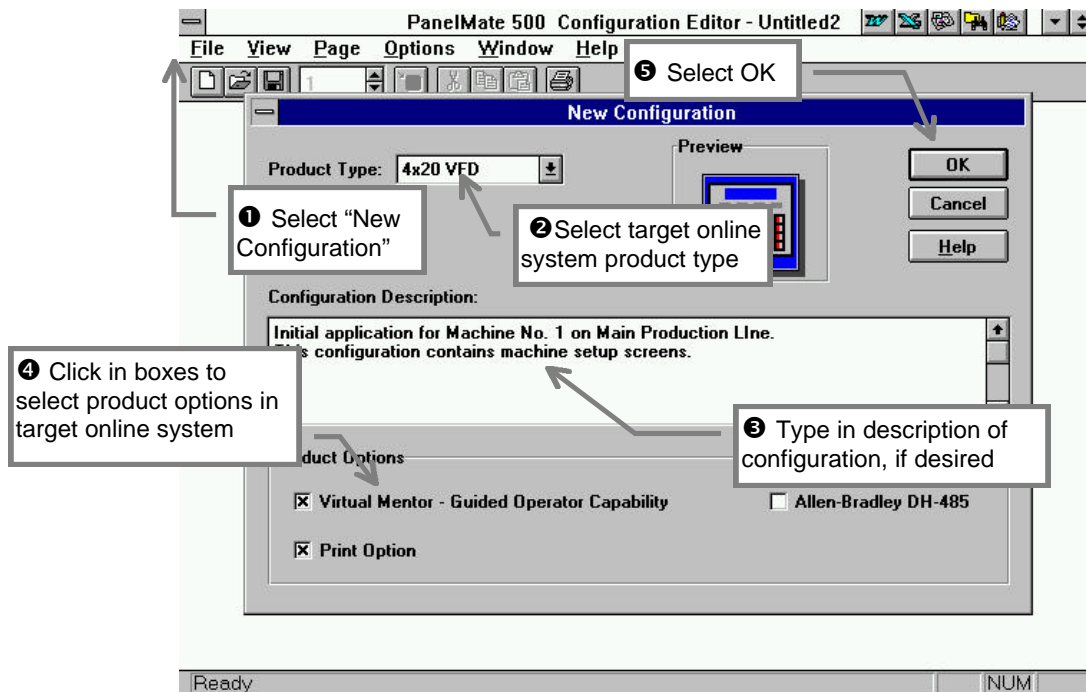 PanelMate 500 Configuration Editor - Untitled2
File View Page Options Window Help
1
❺ Select OK
New Configuration
Product Type: 4x20 VFD
Preview
OK
Cancel
Help
❶ Select “New
Configuration”
❷Select target online
system product type
Configuration Description:
Initial application for Machine No. 1 on Main Production LIne.
configuration contains machine setup screens.
❹ Click in boxes to
select product options in
target online system
❸ Type in description of
configuration, if desired
duct Options
Virtual Mentor - Guided Operator Capability
Allen-Bradley DH-485
Print Option
Ready
NUM